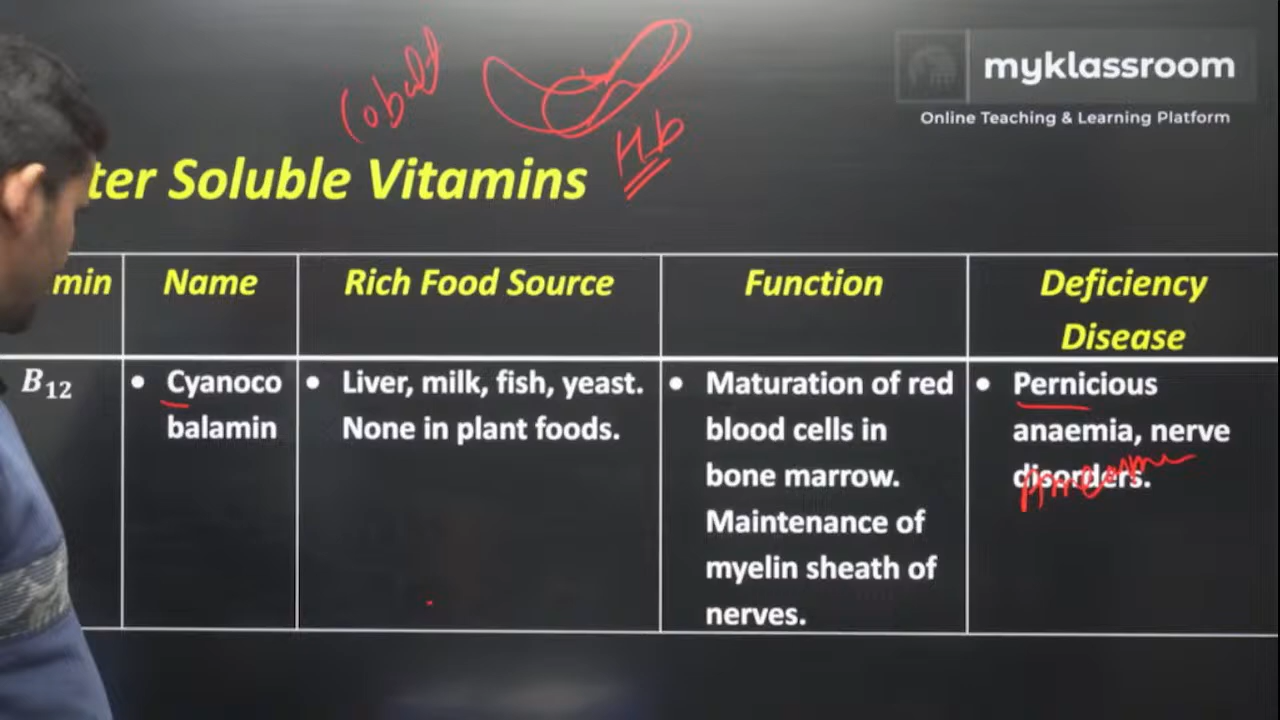 Cobalt
myklassroom
Online Teaching & Learning Platform
Hb
ter Soluble Vitamins
min
Name
Rich Food Source
Function
Deficiency
Disease
B₁₂
• Cyanoco
balamin
• Liver, milk, fish, yeast.
None in plant foods.
• Maturation of red
blood cells in
bone marrow.
Maintenance of
myelin sheath of
nerves.
• Pernicious
anaemia, nerve
disorders.